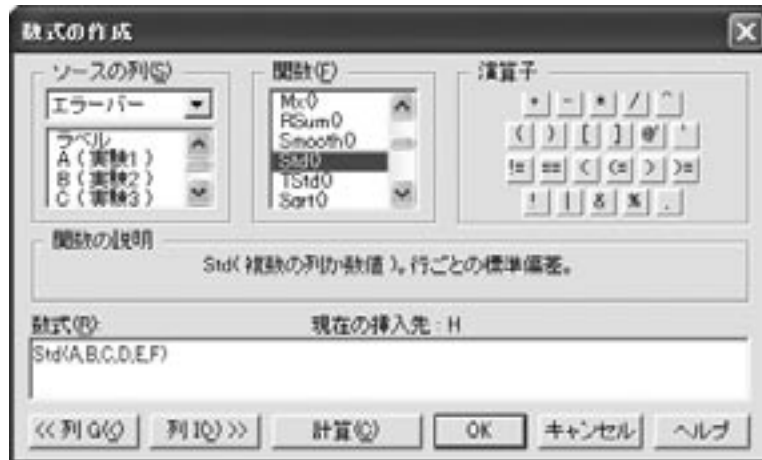 数式の作成
ソースの列(S)
エラーバー
ラベル
A (実験1)
B (実験2)
C (実験3)
関数(F)
Mx()
RSum()
Smooth()
Std()
TStd()
Sqrt()
演算子
+ - * / ^
( ) [ ] @ '
!= == < <= > >=
! | & % .
関数の説明
Std( 複数の列か数値 )。行ごとの標準偏差。
数式(R):
現在の挿入先 : H
Std(A,B,C,D,E,F)
<< 列 G(<)
列 I(>) >>
計算(C)
OK
キャンセル
ヘルプ